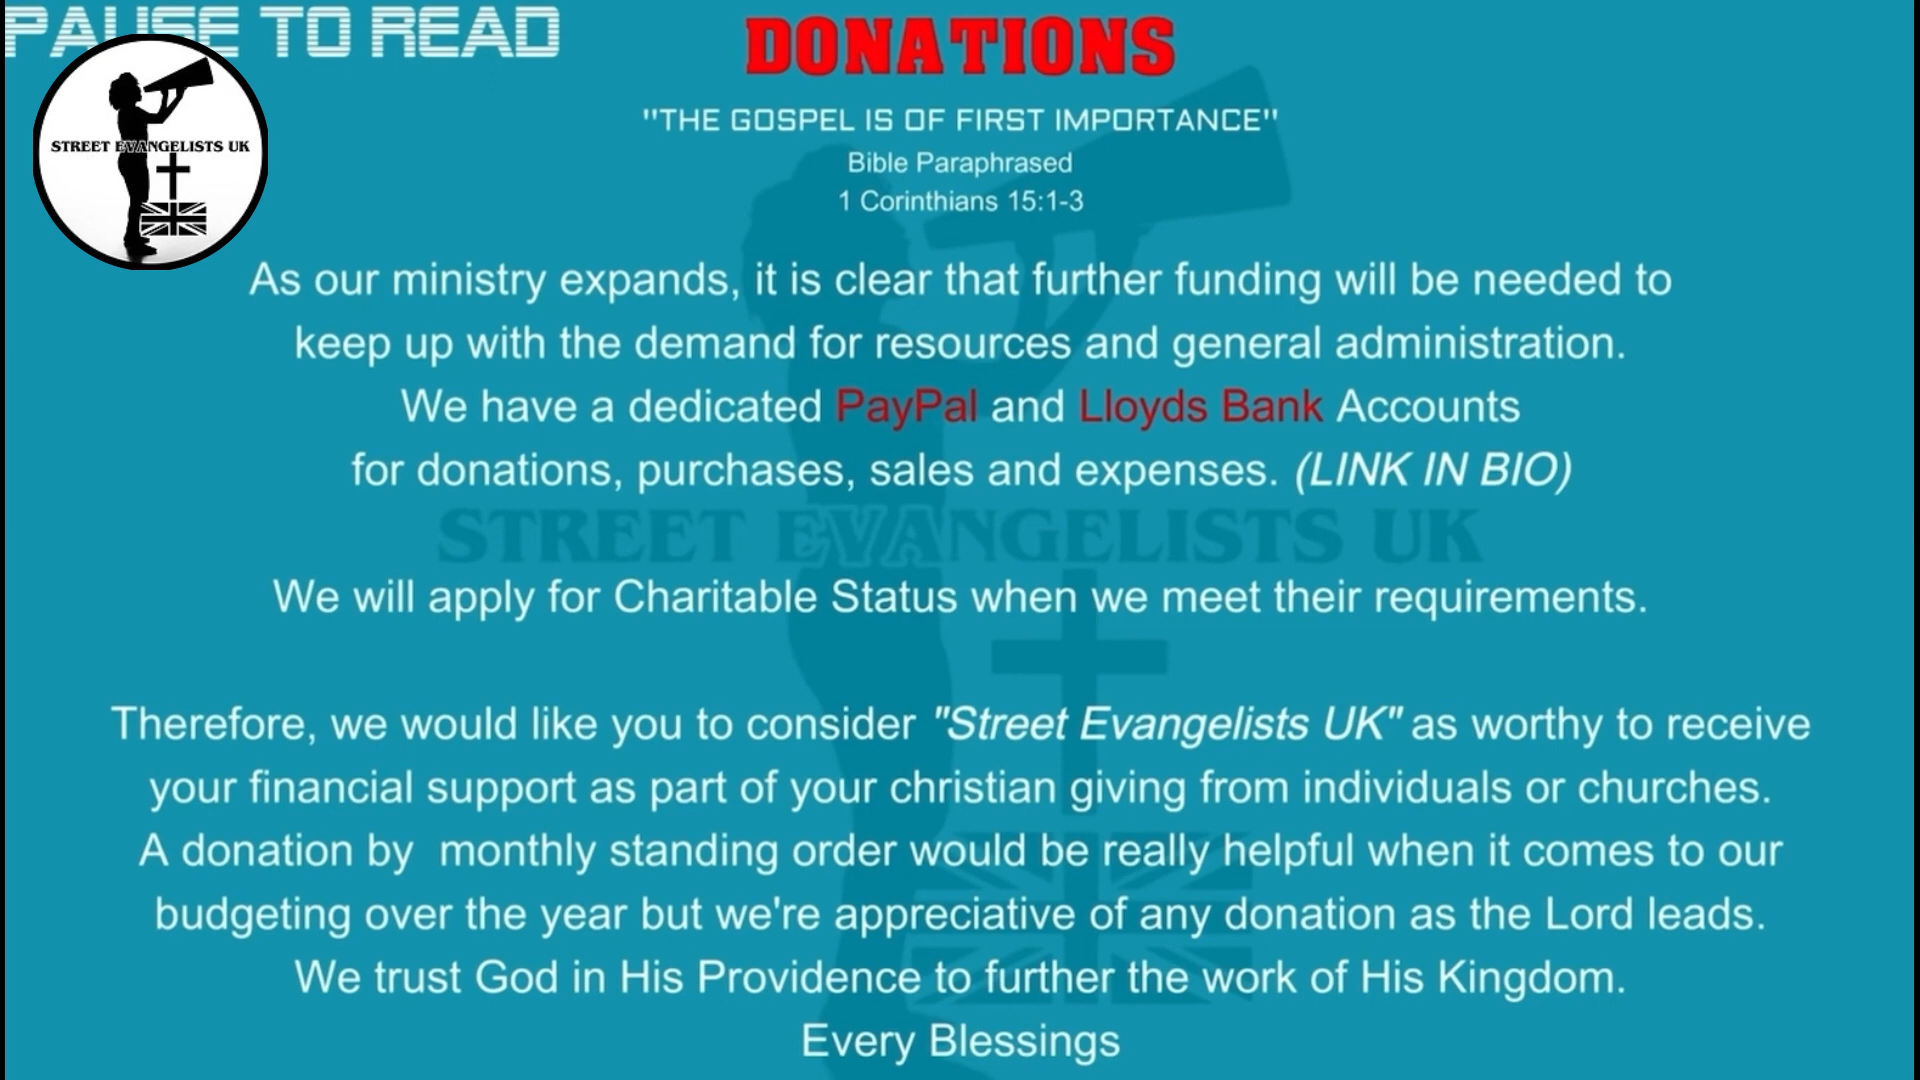 PAUSE TO READ
STREET EVANGELISTS UK
DONATIONS
"THE GOSPEL IS OF FIRST IMPORTANCE"
Bible Paraphrased
1 Corinthians 15:1-3
As our ministry expands, it is clear that further funding will be needed to
keep up with the demand for resources and general administration.
We have a dedicated PayPal and Lloyds Bank Accounts
for donations, purchases, sales and expenses. (LINK IN BIO)
STREET EVANGELISTS UK
We will apply for Charitable Status when we meet their requirements.
Therefore, we would like you to consider "Street Evangelists UK" as worthy to receive
your financial support as part of your christian giving from individuals or churches.
A donation by  monthly standing order would be really helpful when it comes to our
budgeting over the year but we're appreciative of any donation as the Lord leads.
We trust God in His Providence to further the work of His Kingdom.
Every Blessings